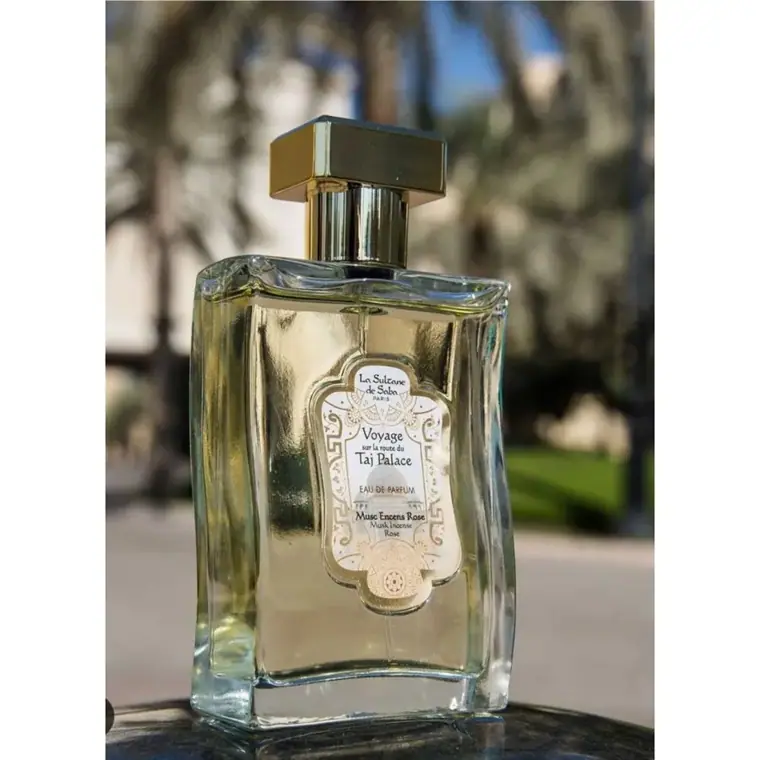 La Sultane
de Saba
PARIS
Voyage
sur la route du
Taj Palace
EAU DE PARFUM
Musc Encens Rose
Musk Incense
Rose